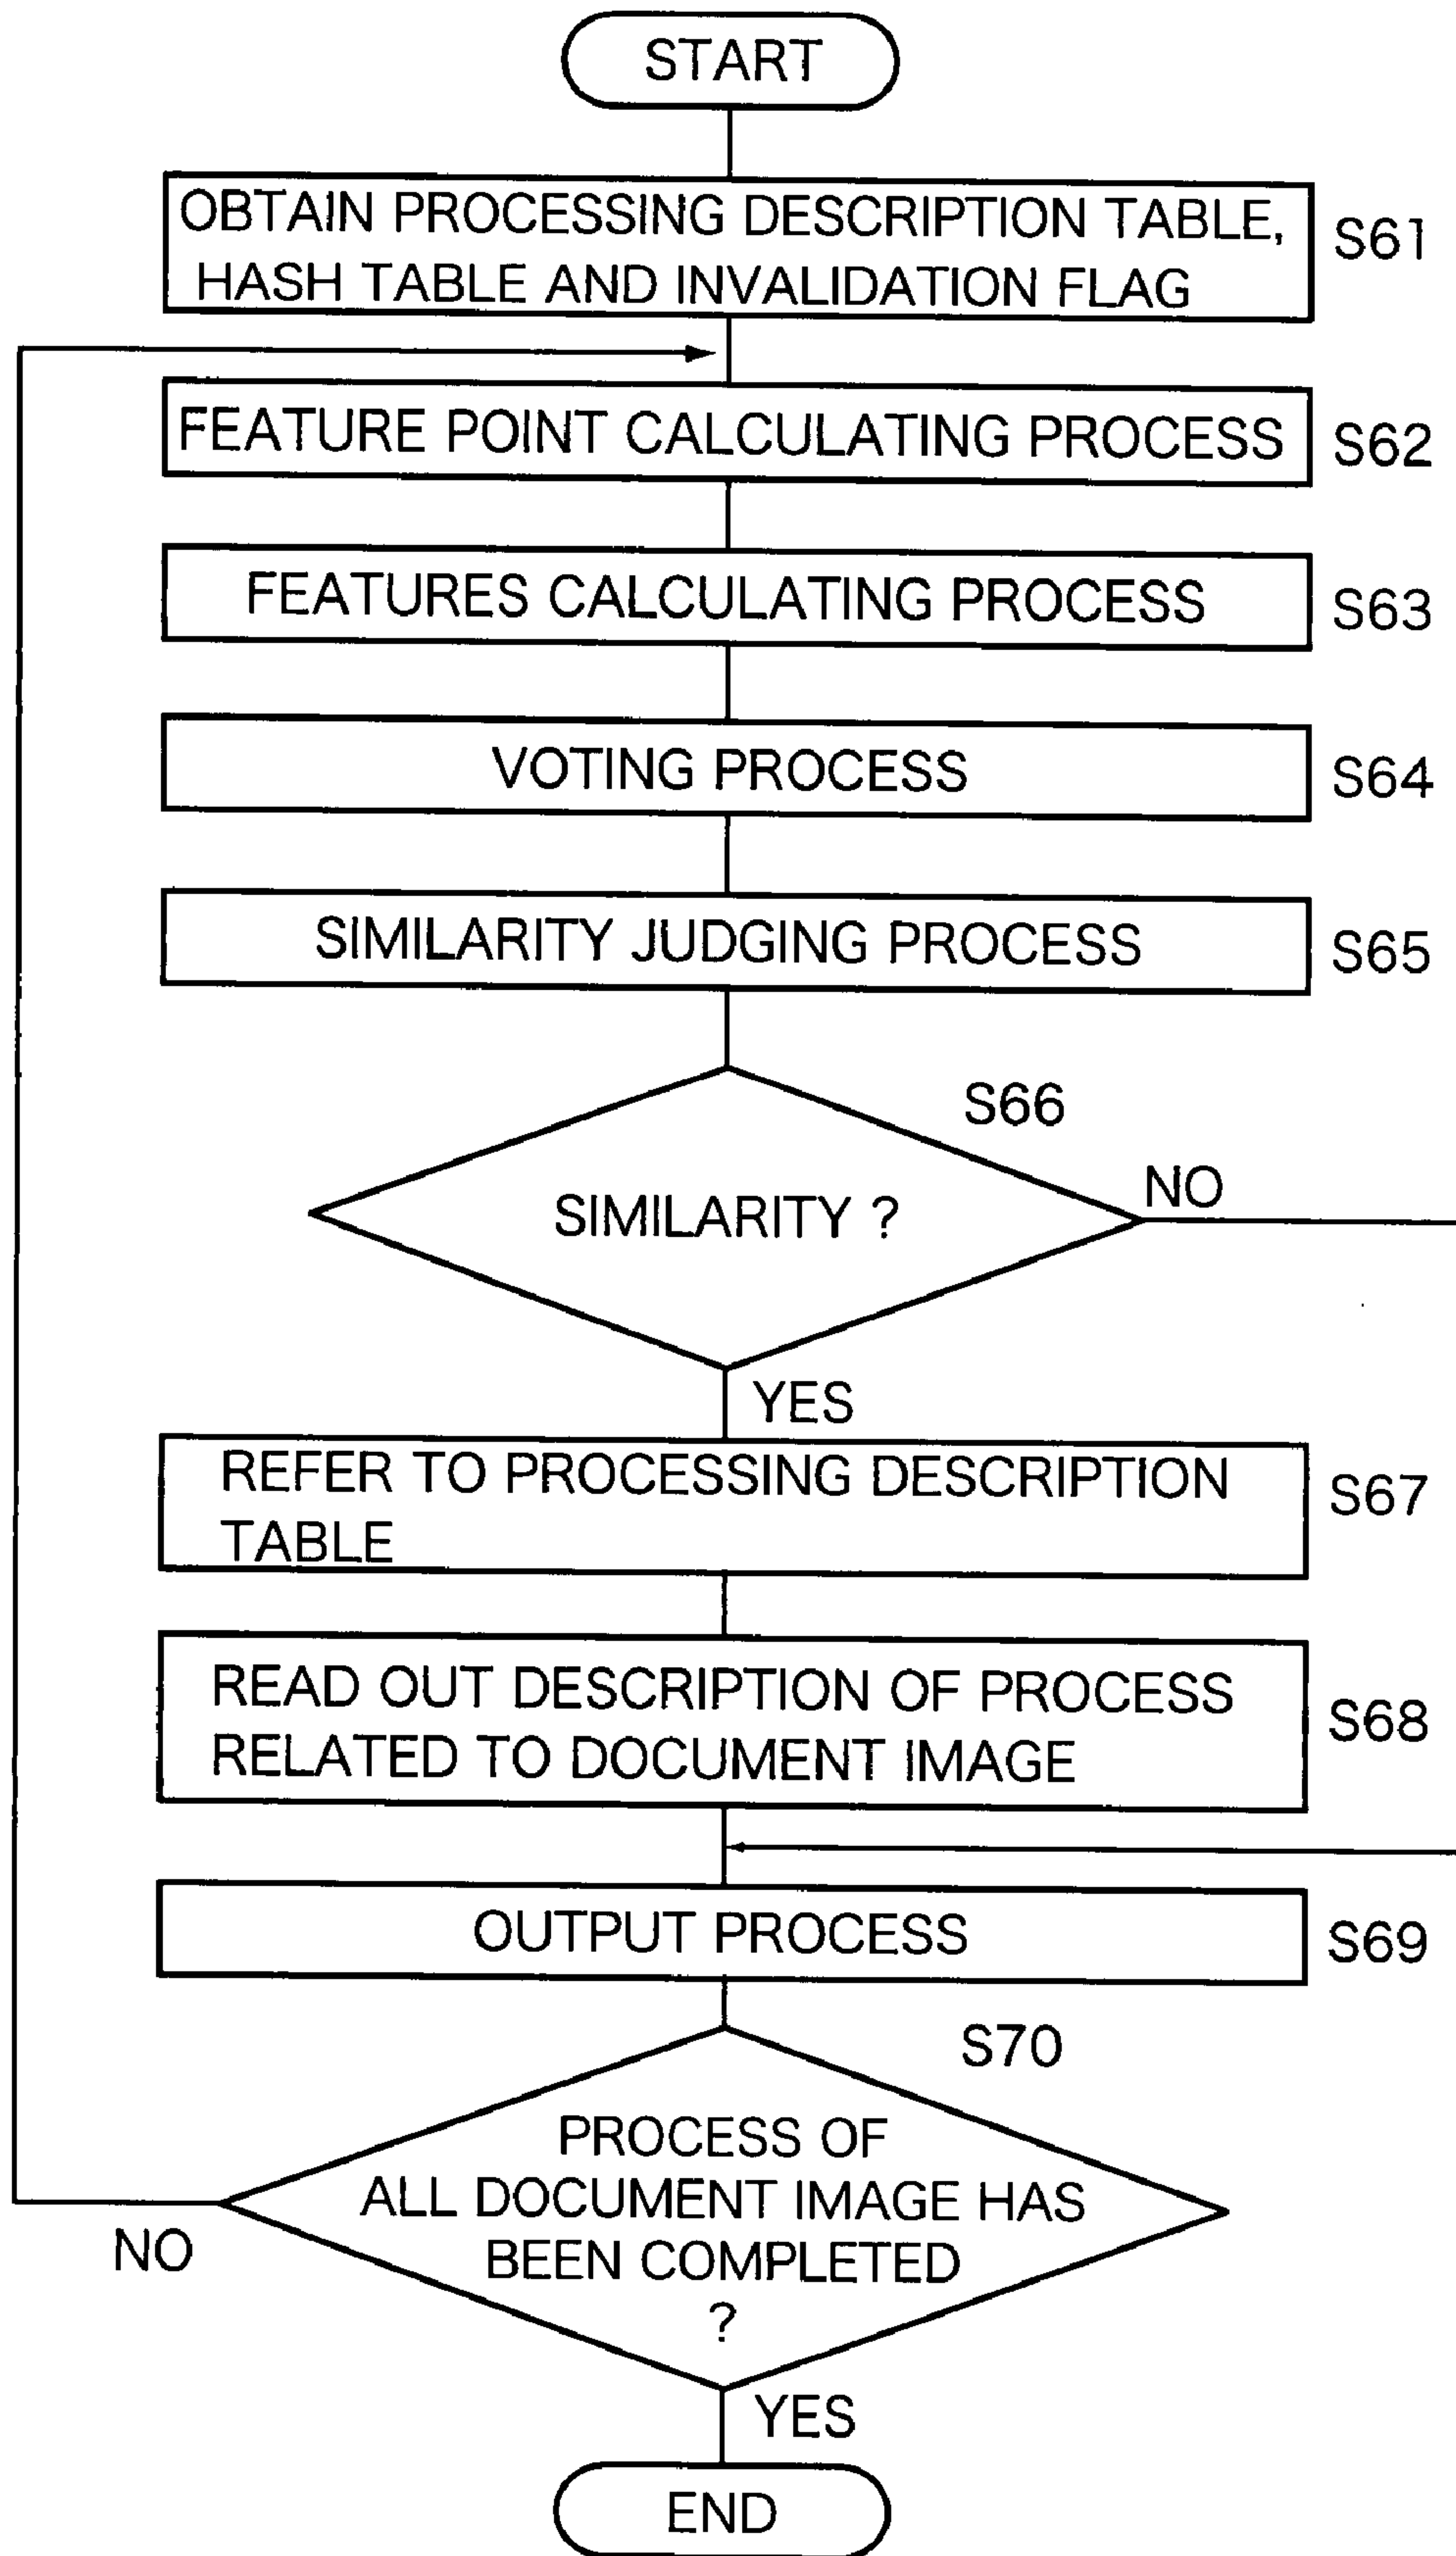 START
OBTAIN PROCESSING DESCRIPTION TABLE,
HASH TABLE AND INVALIDATION FLAG
S61
FEATURE POINT CALCULATING PROCESS
S62
FEATURES CALCULATING PROCESS
S63
VOTING PROCESS
S64
SIMILARITY JUDGING PROCESS
S65
S66
SIMILARITY ?
NO
YES
REFER TO PROCESSING DESCRIPTION
TABLE
S67
READ OUT DESCRIPTION OF PROCESS
RELATED TO DOCUMENT IMAGE
S68
OUTPUT PROCESS
S69
S70
PROCESS OF
ALL DOCUMENT IMAGE HAS
BEEN COMPLETED
?
NO
YES
END